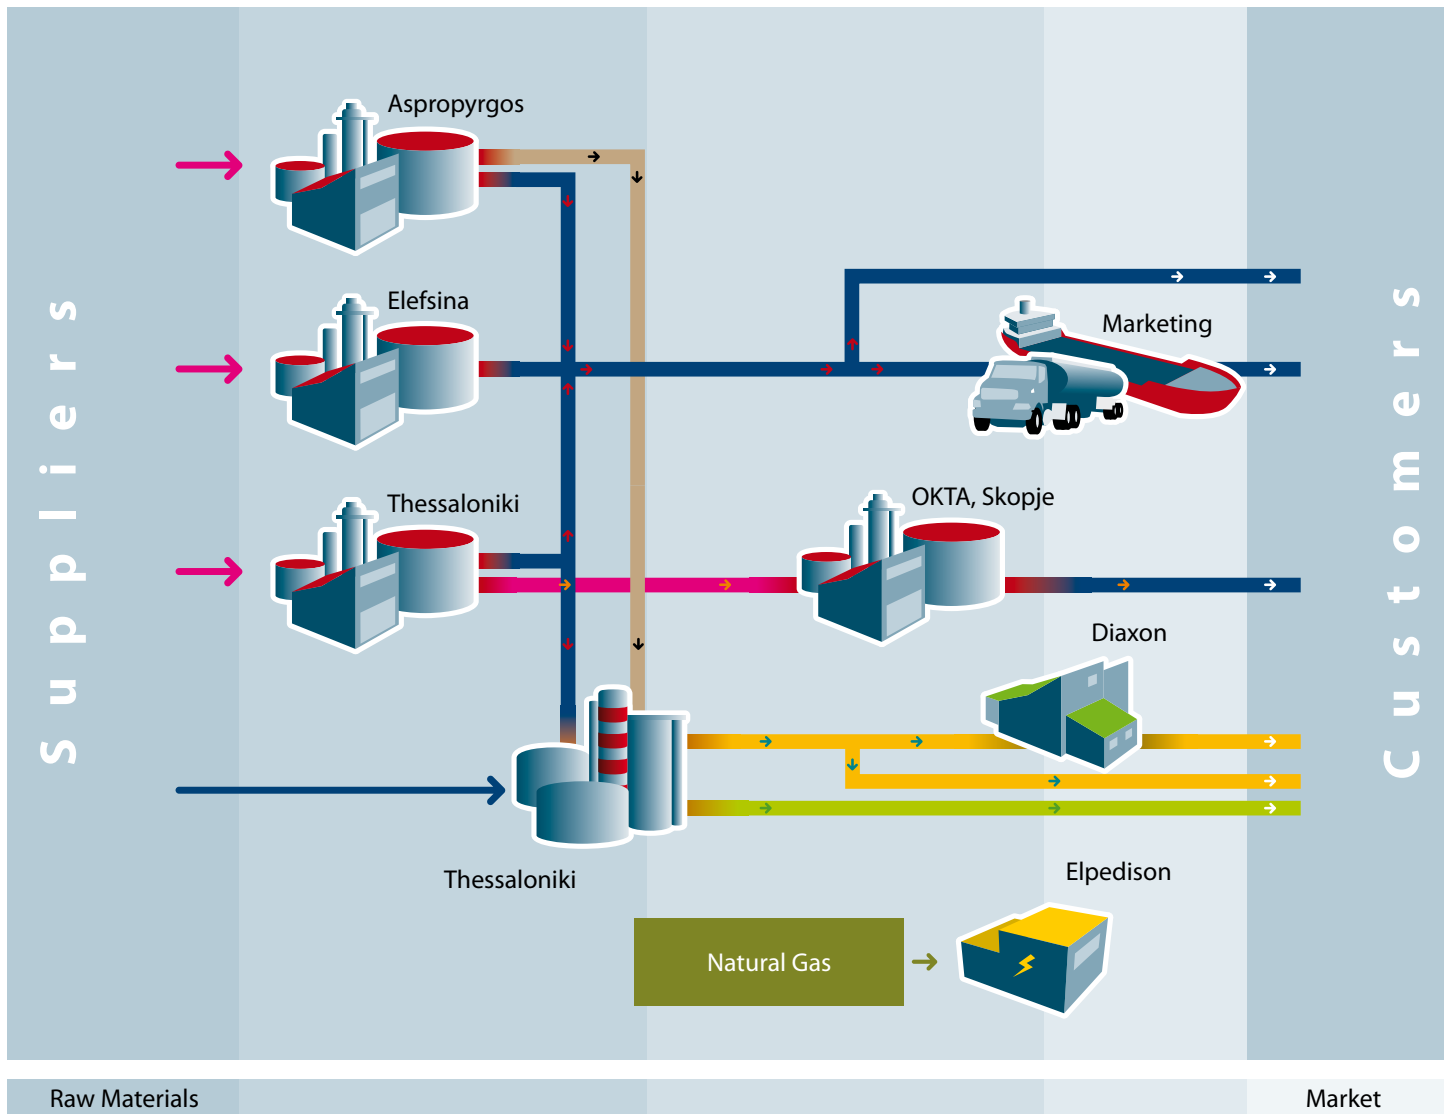 Suppliers
Aspropyrgos
Elefsina
Marketing
Thessaloniki
OKTA, Skopje
Diaxon
Thessaloniki
Elpedison
Natural Gas
Customers
Raw Materials
Market